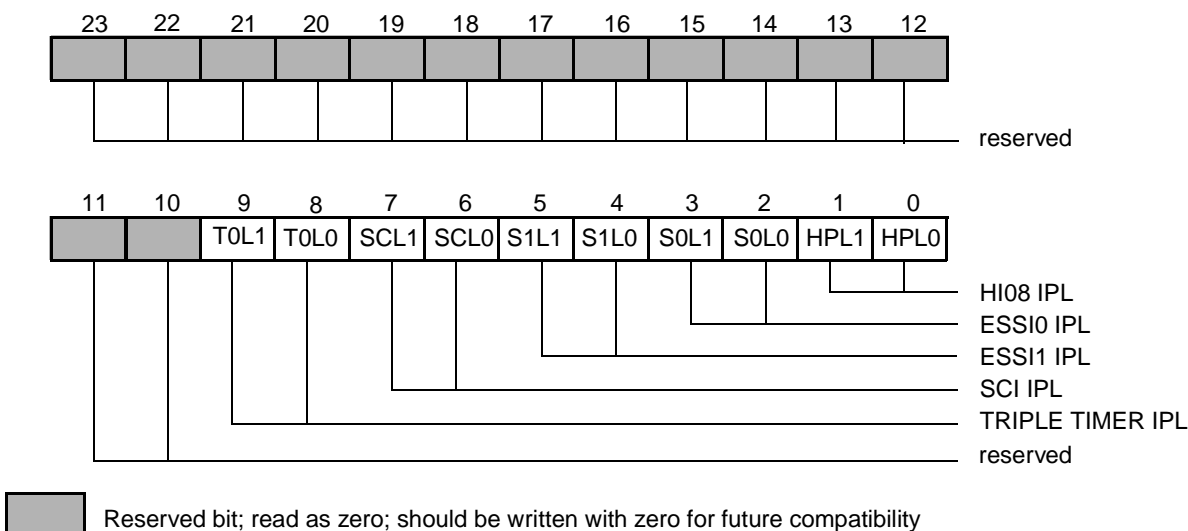 23 22 21 20 19 18 17 16 15 14 13 12
reserved
11 10 9 8 7 6 5 4 3 2 1 0
T0L1 T0L0 SCL1 SCL0 S1L1 S1L0 S0L1 S0L0 HPL1 HPL0
HI08 IPL
ESSI0 IPL
ESSI1 IPL
SCI IPL
TRIPLE TIMER IPL
reserved
Reserved bit; read as zero; should be written with zero for future compatibility